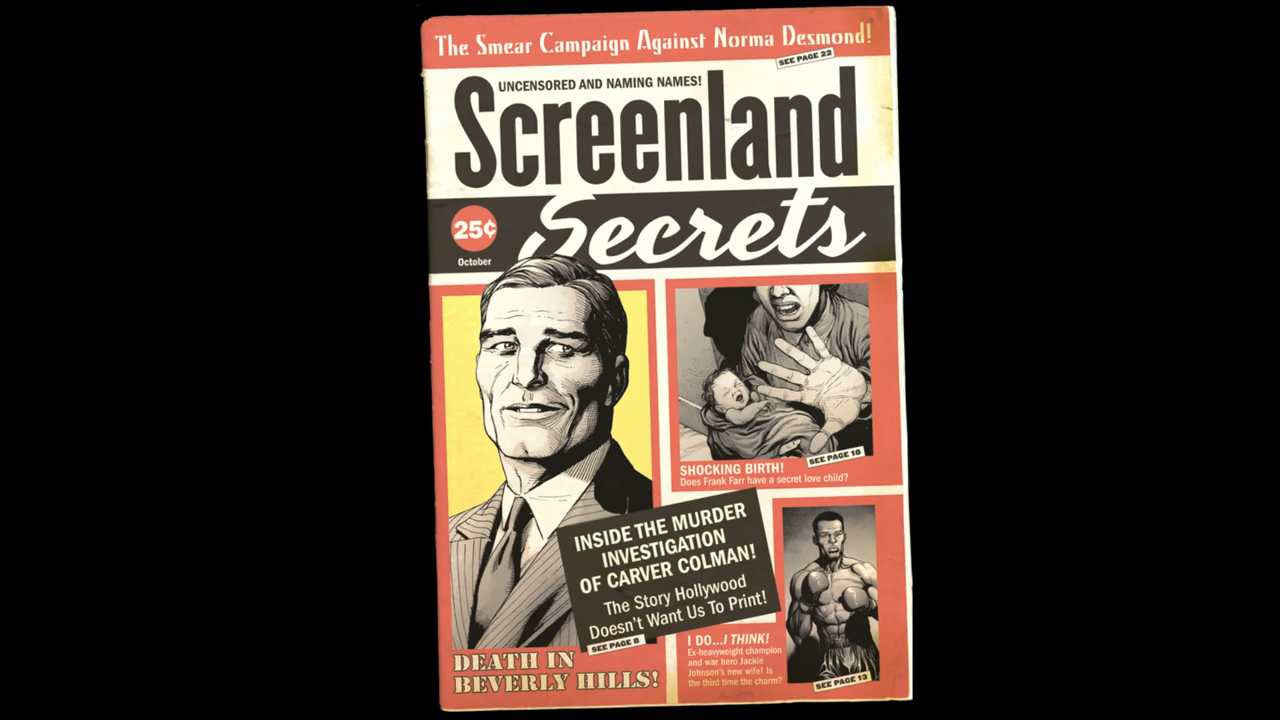 The Smear Campaign Against Norma Desmond!
SEE PAGE 22
UNCENSORED AND NAMING NAMES!
Screenland
Secrets
25¢
October
SHOCKING BIRTH!
SEE PAGE 18
Does Frank Farr have a secret love child?
INSIDE THE MURDER
INVESTIGATION
OF CARVER COLMAN!
The Story Hollywood
Doesn't Want Us To Print!
SEE PAGE 8
DEATH IN
BEVERLY HILLS!
I DO...I THINK!
Ex-heavyweight champion
and war hero Jackie
Johnson's new wife! Is
the third time the charm?
SEE PAGE 13